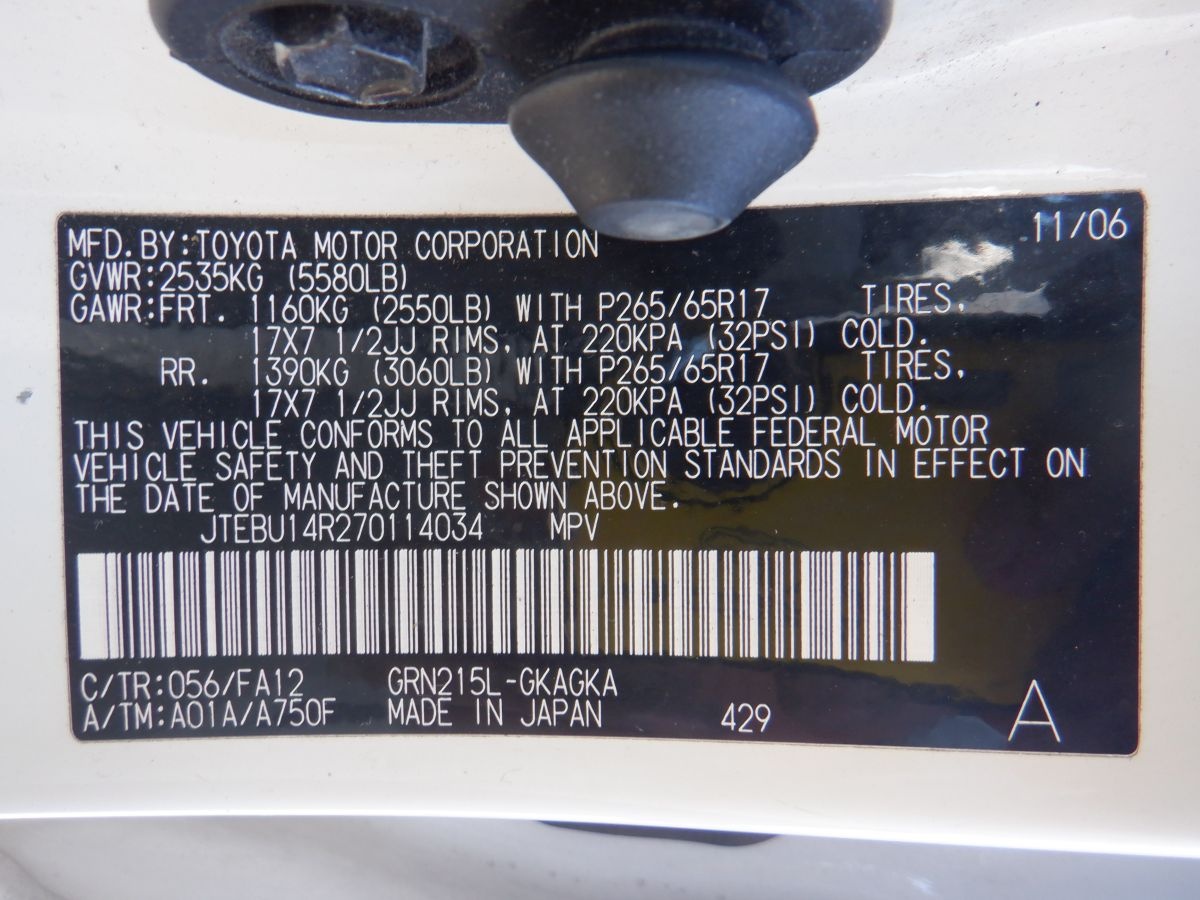 MFD.BY:TOYOTA MOTOR CORPORATION 11/06
GVWR:2535KG (5580LB)
GAWR:FRT. 1160KG (2550LB) WITH P265/65R17 TIRES,
17X7 1/2JJ RIMS, AT 220KPA (32PSI) COLD.
RR. 1390KG (3060LB) WITH P265/65R17 TIRES,
17X7 1/2JJ RIMS, AT 220KPA (32PSI) COLD.
THIS VEHICLE CONFORMS TO ALL APPLICABLE FEDERAL MOTOR
VEHICLE SAFETY AND THEFT PREVENTION STANDARDS IN EFFECT ON
THE DATE OF MANUFACTURE SHOWN ABOVE.
JTEBU14R270114034 MPV
C/TR:056/FA12 GRN215L-GKAGKA
A/TM:A01A/A750F MADE IN JAPAN 429 A